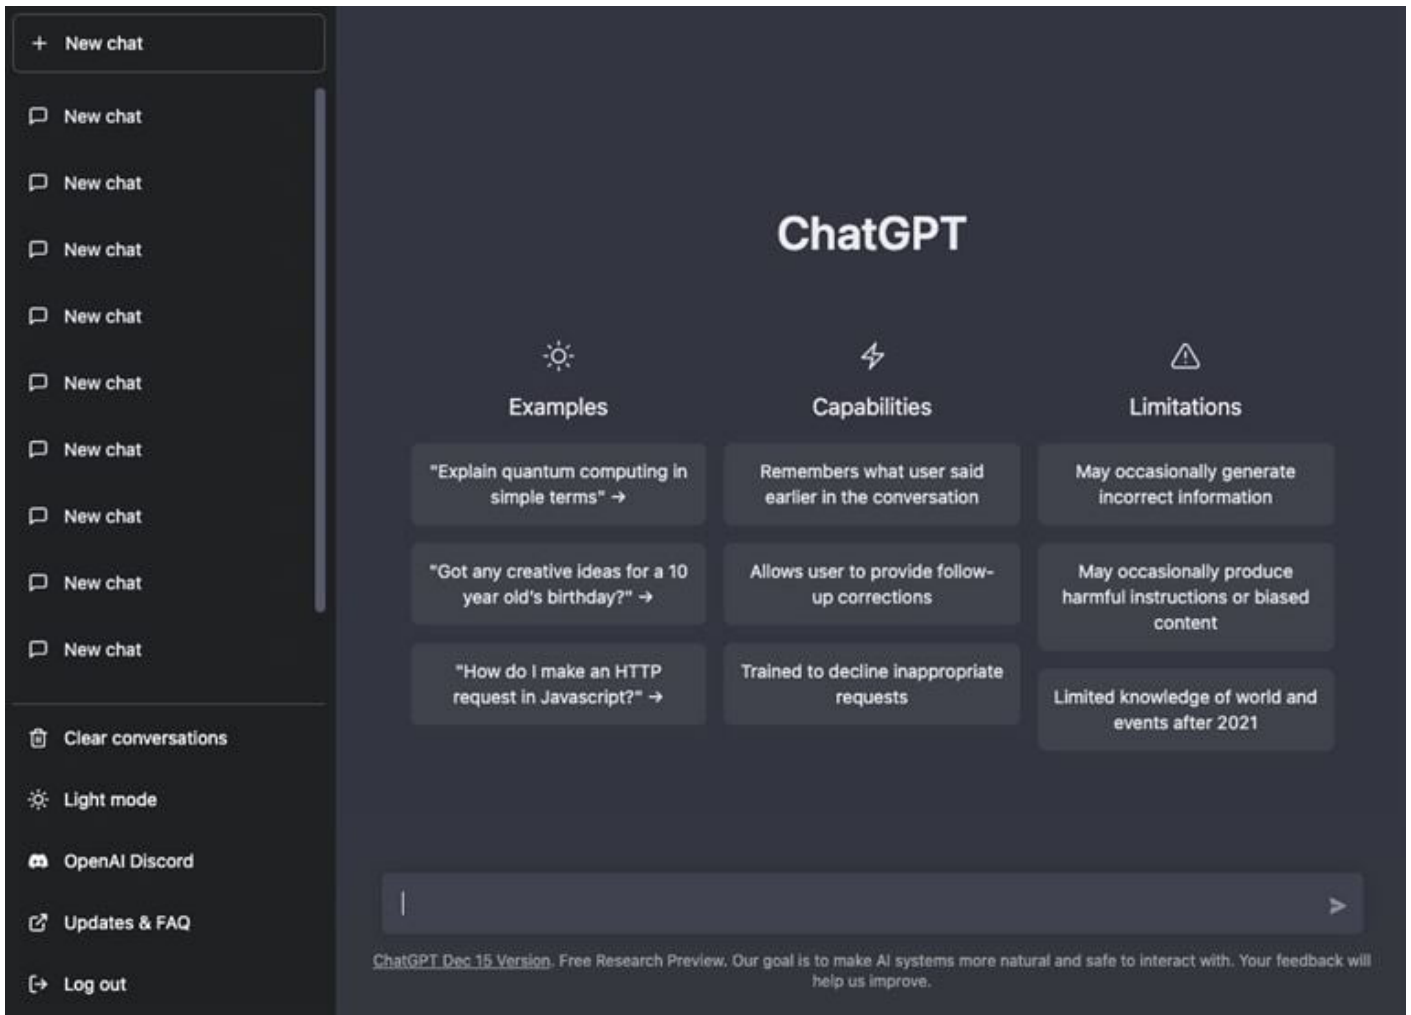 New chat
New chat
New chat
New chat
New chat
New chat
New chat
New chat
New chat
New chat
Clear conversations
Light mode
OpenAI Discord
Updates & FAQ
Log out
ChatGPT
Examples
"Explain quantum computing in
simple terms" →
"Got any creative ideas for a 10
year old's birthday?" →
"How do I make an HTTP
request in Javascript?" →
Capabilities
Remembers what user said
earlier in the conversation
Allows user to provide follow-
up corrections
Trained to decline inappropriate
requests
Limitations
May occasionally generate
incorrect information
May occasionally produce
harmful instructions or biased
content
Limited knowledge of world and
events after 2021
ChatGPT Dec 15 Version. Free Research Preview. Our goal is to make AI systems more natural and safe to interact with. Your feedback will
help us improve.